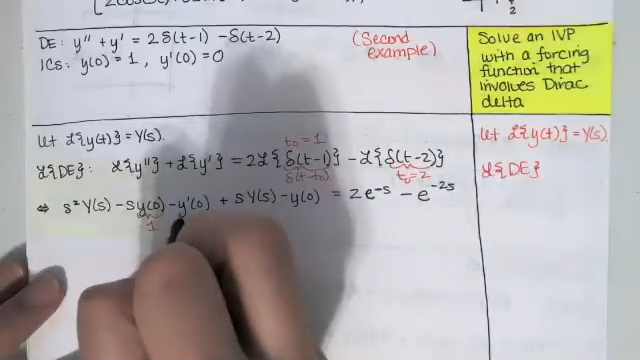 DE: y'' + y' = 2δ(t-1) - δ(t-2)
ICs: y(0) = 1, y'(0) = 0
(Second example)
Solve an IVP
with a forcing
function that
involves Dirac
delta
Let ℒ{y(t)} = Y(s).
t₀ = 1
ℒ{DE}: ℒ{y''} + ℒ{y'} = 2ℒ{δ(t-1)} - ℒ{δ(t-2)}
δ(t-t₀) t₀=2
⇔ s²Y(s) - sy(0) - y'(0) + sY(s) - y(0) = 2e^-s - e^-2s
1
Let ℒ{y(t)} = Y(s).
ℒ{DE}